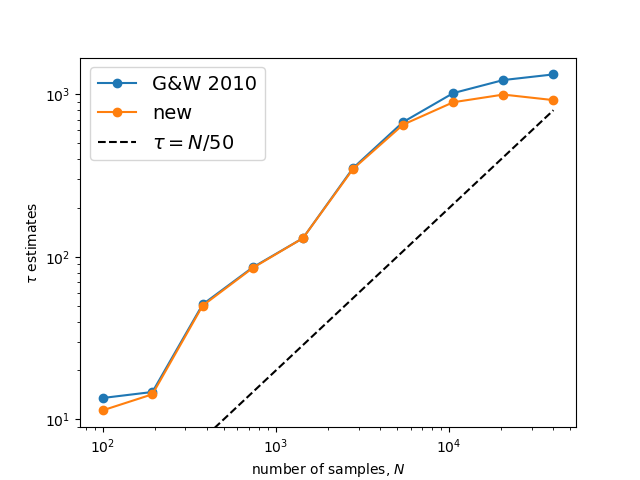 G&W 2010
new
τ = N/50
10³
10²
10¹
τ estimates
10² 10³ 10⁴
number of samples, N